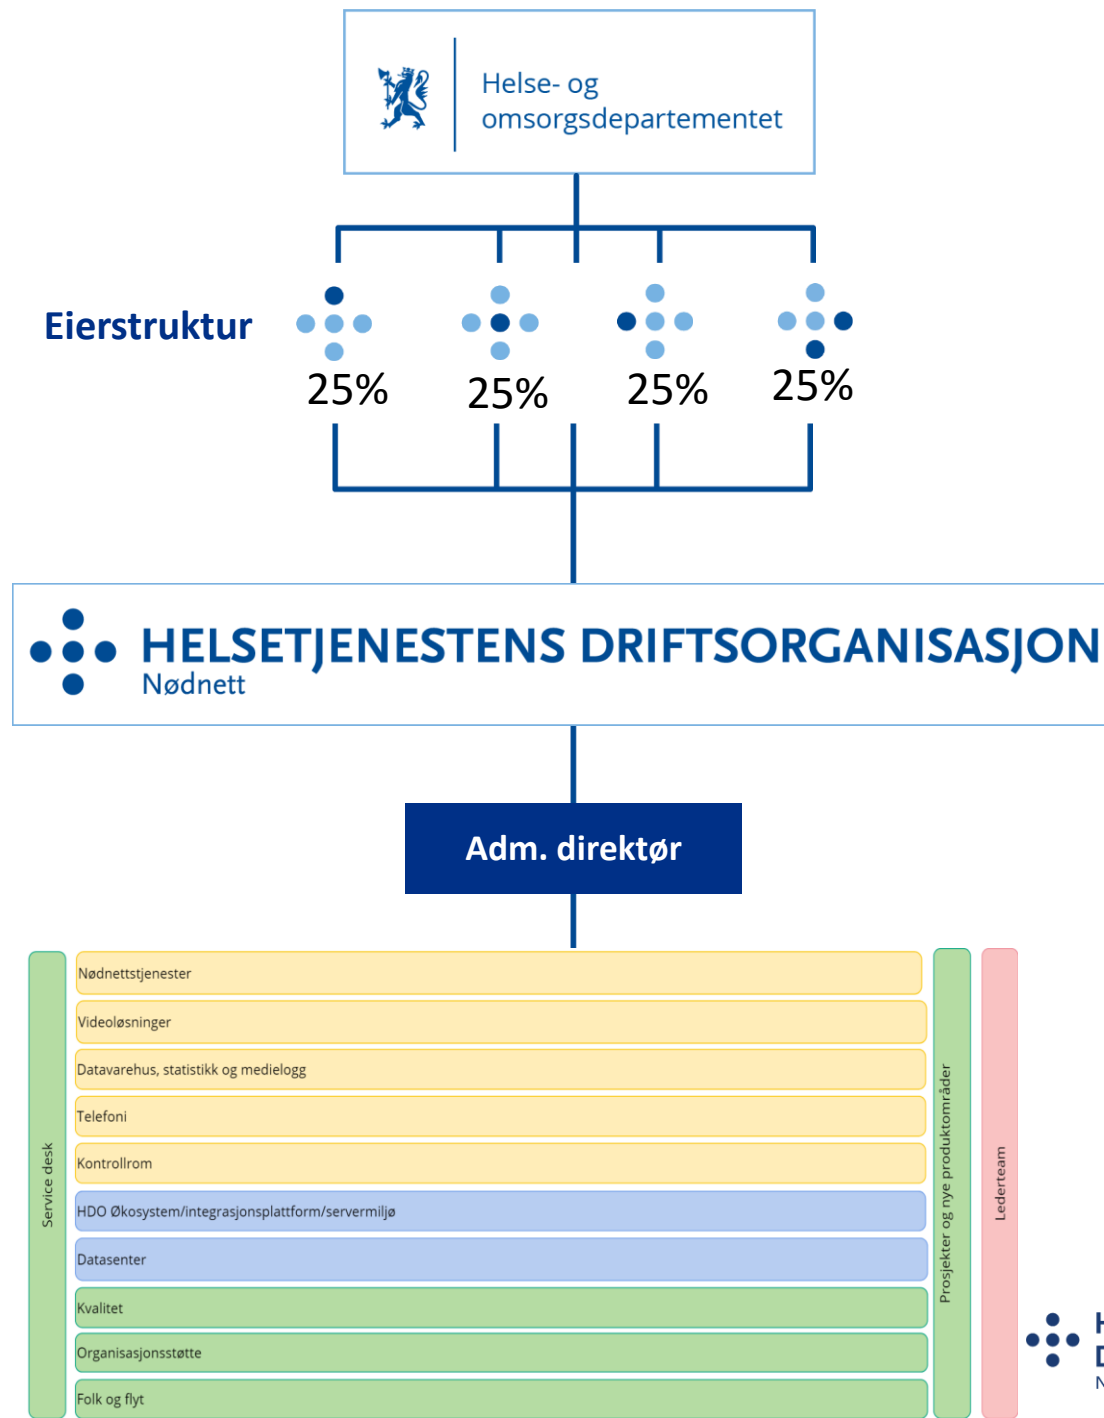 Helse- og
omsorgsdepartementet
Eierstruktur
25%
25%
25%
25%
HELSETJENESTENS DRIFTSORGANISASJON
Nødnett
Adm. direktør
Service desk
Nødnettstjenester
Videoløsninger
Datavarehus, statistikk og medielogg
Telefoni
Kontrollrom
HDO Økosystem/integrasjonsplattform/servermiljø
Datasenter
Kvalitet
Organisasjonsstøtte
Folk og flyt
Prosjekter og nye produktområder
Lederteam